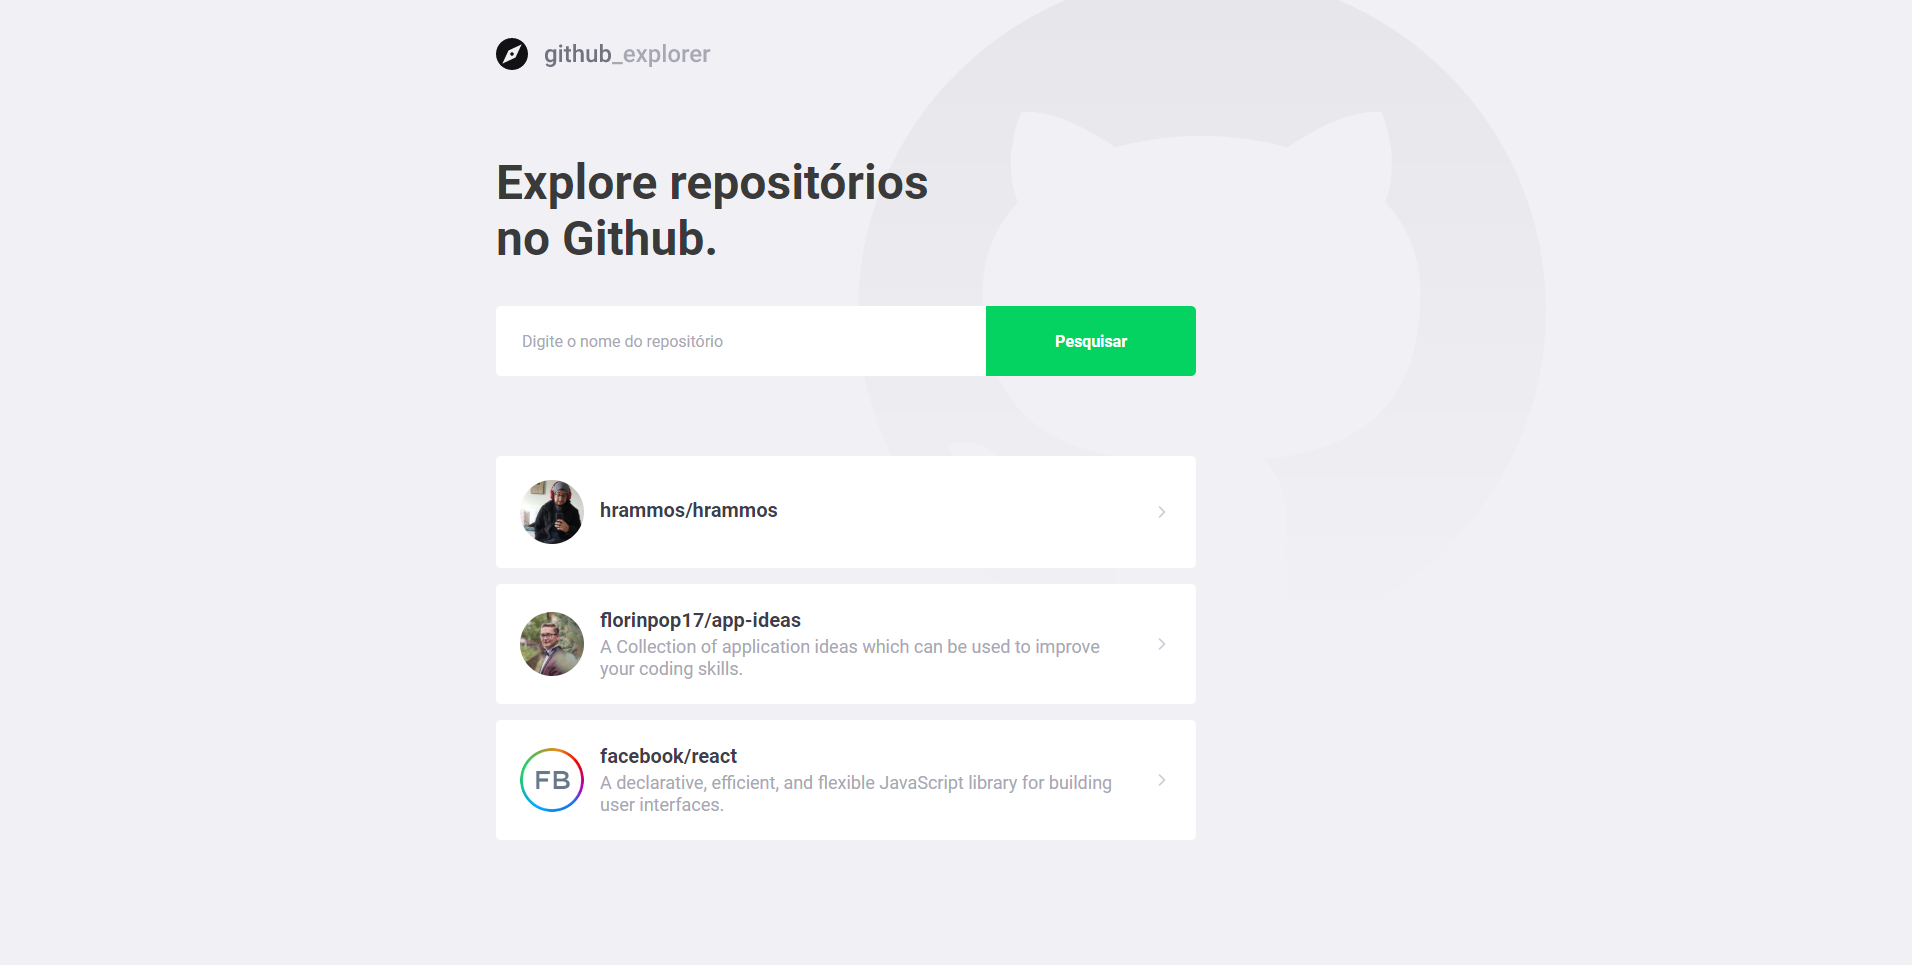 github_explorer
Explore repositórios
no Github.
Digite o nome do repositório
Pesquisar
hrammos/hrammos
florinpop17/app-ideas
A Collection of application ideas which can be used to improve
your coding skills.
facebook/react
FB
A declarative, efficient, and flexible JavaScript library for building
user interfaces.